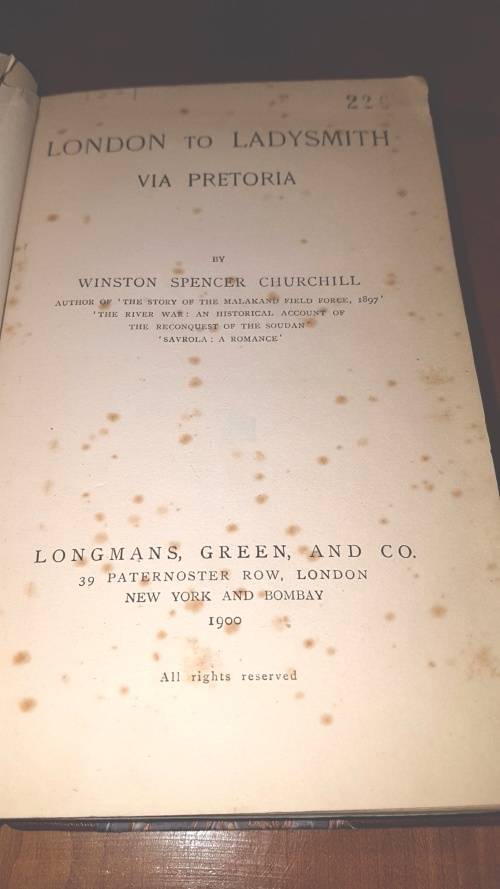 LONDON TO LADYSMITH
VIA PRETORIA
BY
WINSTON SPENCER CHURCHILL
AUTHOR OF 'THE STORY OF THE MALAKAND FIELD FORCE, 1897'
'THE RIVER WAR: AN HISTORICAL ACCOUNT OF
THE RECONQUEST OF THE SOUDAN'
'SAVROLA: A ROMANCE'
LONGMANS, GREEN, AND CO.
39 PATERNOSTER ROW, LONDON
NEW YORK AND BOMBAY
1900
All rights reserved